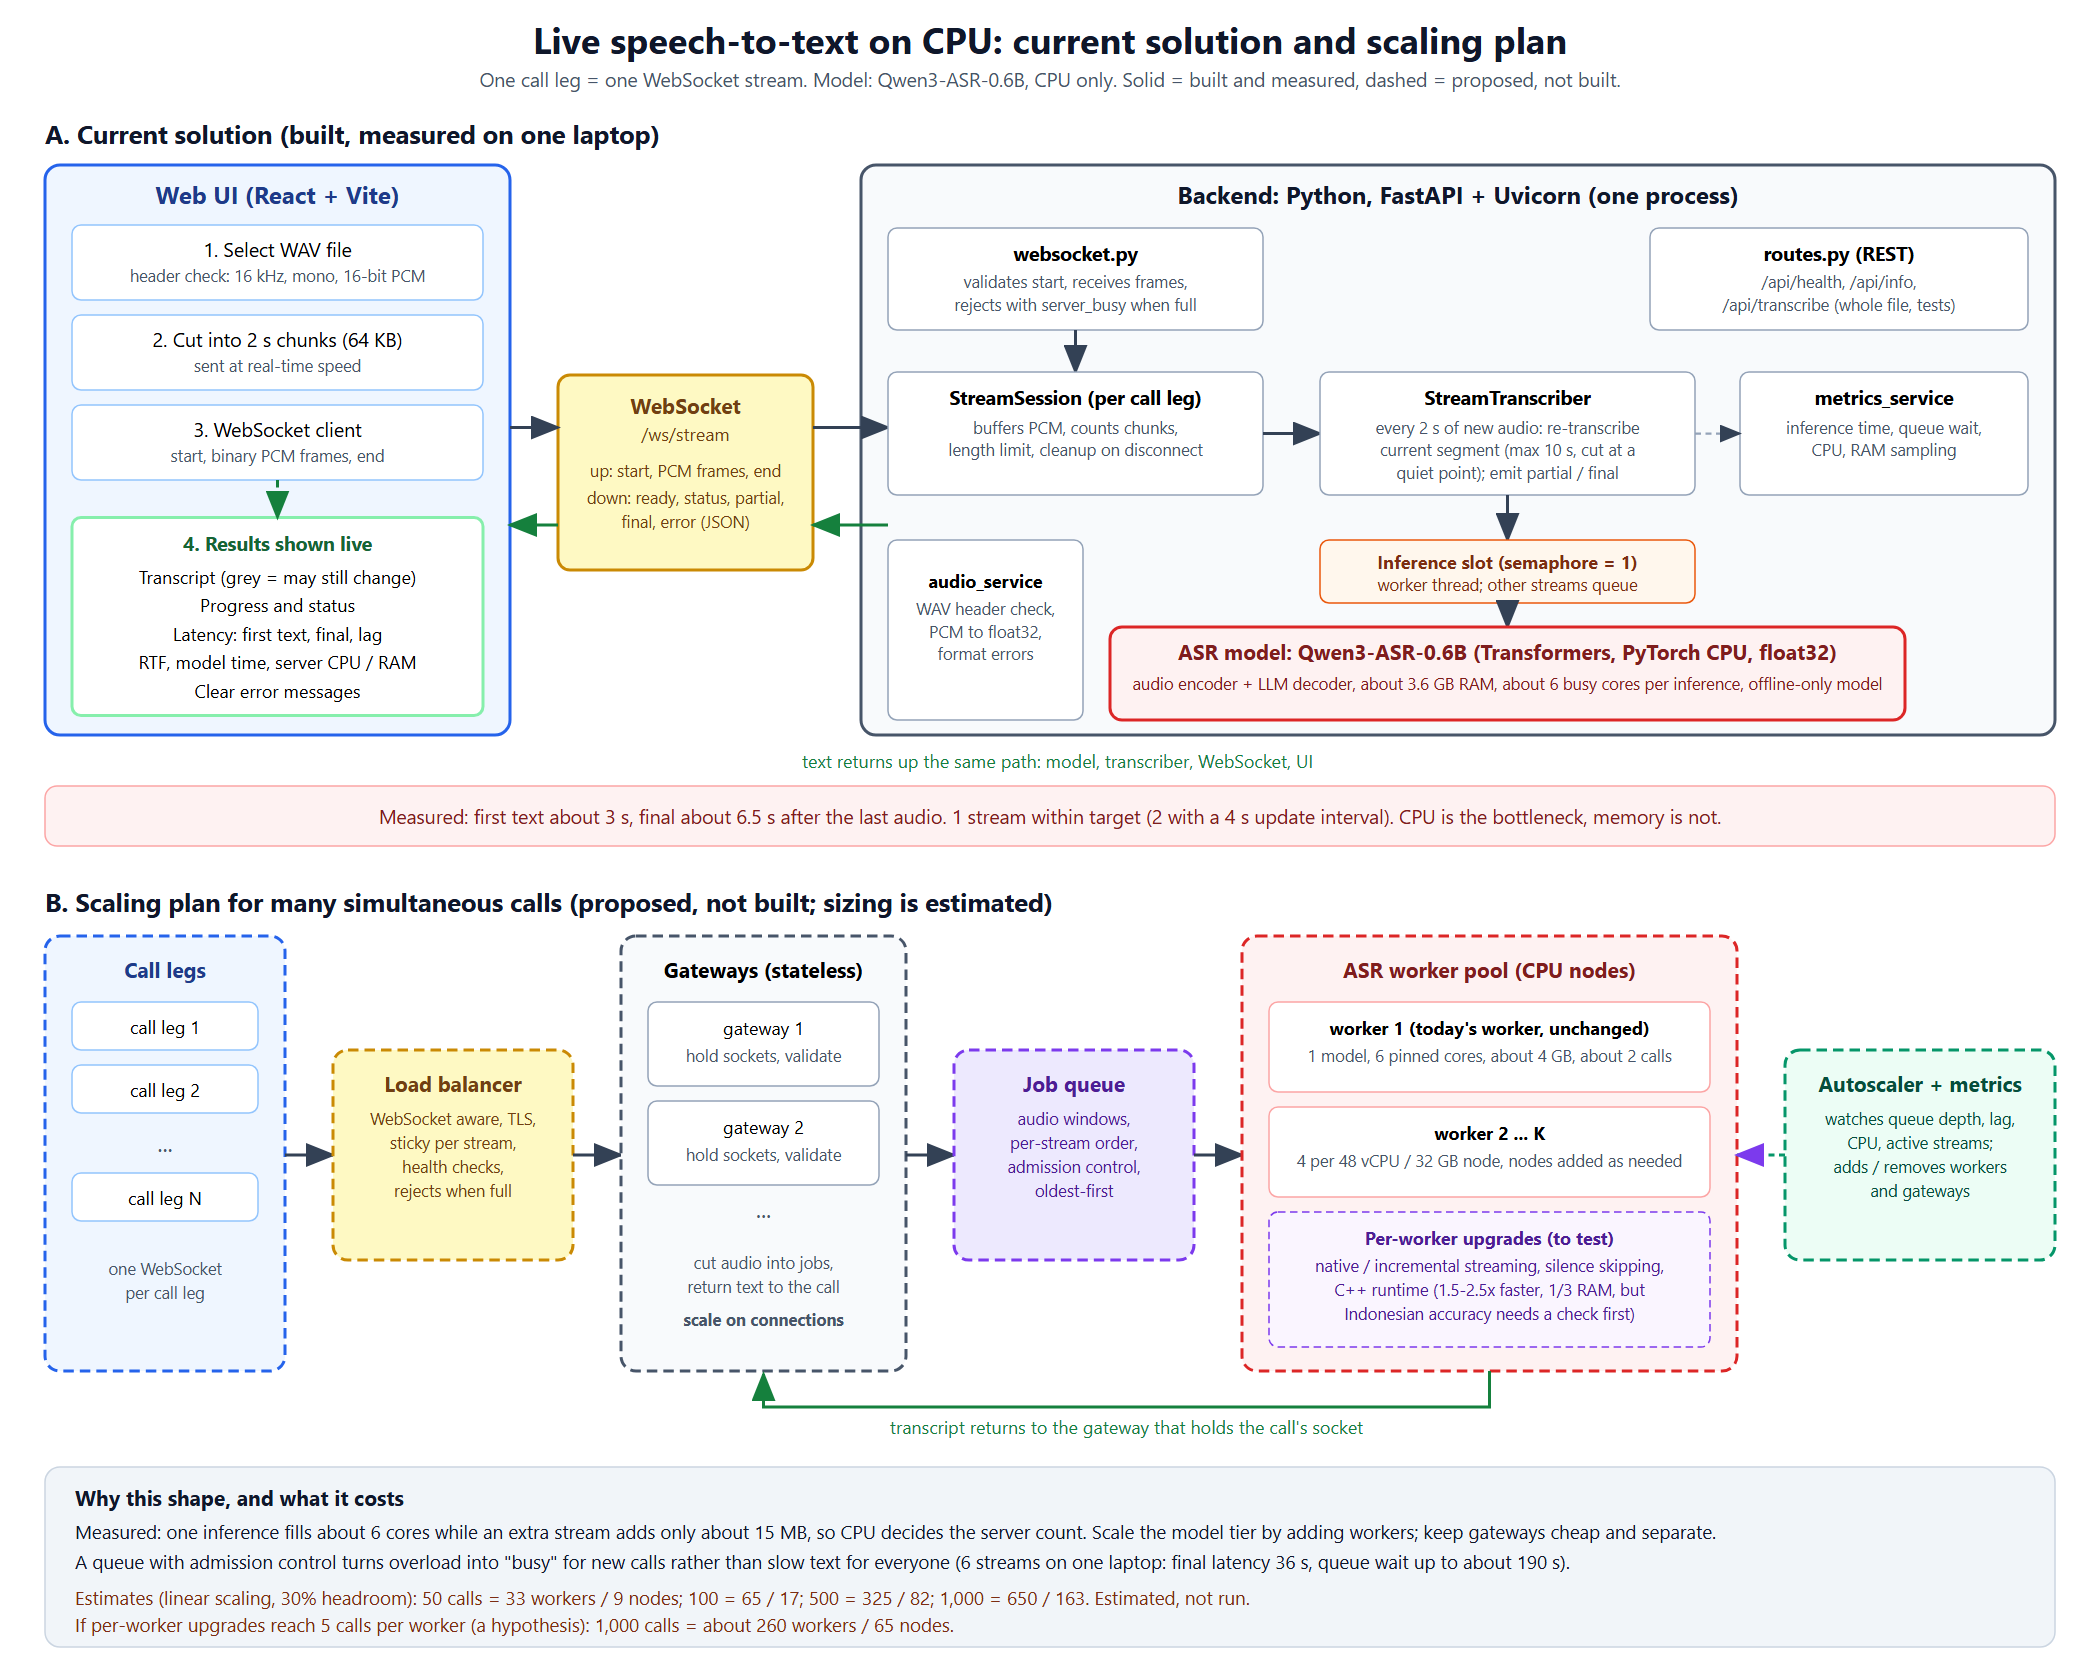 Live speech-to-text on CPU: current solution and scaling plan
One call leg = one WebSocket stream. Model: Qwen3-ASR-0.6B, CPU only. Solid = built and measured, dashed = proposed, not built.
A. Current solution (built, measured on one laptop)
Web UI (React + Vite)
1. Select WAV file
header check: 16 kHz, mono, 16-bit PCM
2. Cut into 2 s chunks (64 KB)
sent at real-time speed
3. WebSocket client
start, binary PCM frames, end
4. Results shown live
Transcript (grey = may still change)
Progress and status
Latency: first text, final, lag
RTF, model time, server CPU / RAM
Clear error messages
WebSocket
/ws/stream
up: start, PCM frames, end
down: ready, status, partial,
final, error (JSON)
Backend: Python, FastAPI + Uvicorn (one process)
websocket.py
validates start, receives frames,
rejects with server_busy when full
routes.py (REST)
/api/health, /api/info,
/api/transcribe (whole file, tests)
StreamSession (per call leg)
buffers PCM, counts chunks,
length limit, cleanup on disconnect
StreamTranscriber
every 2 s of new audio: re-transcribe
current segment (max 10 s, cut at a
quiet point); emit partial / final
metrics_service
inference time, queue wait,
CPU, RAM sampling
audio_service
WAV header check,
PCM to float32,
format errors
Inference slot (semaphore = 1)
worker thread; other streams queue
ASR model: Qwen3-ASR-0.6B (Transformers, PyTorch CPU, float32)
audio encoder + LLM decoder, about 3.6 GB RAM, about 6 busy cores per inference, offline-only model
text returns up the same path: model, transcriber, WebSocket, UI
Measured: first text about 3 s, final about 6.5 s after the last audio. 1 stream within target (2 with a 4 s update interval). CPU is the bottleneck, memory is not.
B. Scaling plan for many simultaneous calls (proposed, not built; sizing is estimated)
Call legs
call leg 1
call leg 2
...
call leg N
one WebSocket
per call leg
Load balancer
WebSocket aware, TLS,
sticky per stream,
health checks,
rejects when full
Gateways (stateless)
gateway 1
hold sockets, validate
gateway 2
hold sockets, validate
...
cut audio into jobs,
return text to the call
scale on connections
Job queue
audio windows,
per-stream order,
admission control,
oldest-first
ASR worker pool (CPU nodes)
worker 1 (today's worker, unchanged)
1 model, 6 pinned cores, about 4 GB, about 2 calls
worker 2 ... K
4 per 48 vCPU / 32 GB node, nodes added as needed
Per-worker upgrades (to test)
native / incremental streaming, silence skipping,
C++ runtime (1.5-2.5x faster, 1/3 RAM, but
Indonesian accuracy needs a check first)
Autoscaler + metrics
watches queue depth, lag,
CPU, active streams;
adds / removes workers
and gateways
transcript returns to the gateway that holds the call's socket
Why this shape, and what it costs
Measured: one inference fills about 6 cores while an extra stream adds only about 15 MB, so CPU decides the server count. Scale the model tier by adding workers; keep gateways cheap and separate.
A queue with admission control turns overload into "busy" for new calls rather than slow text for everyone (6 streams on one laptop: final latency 36 s, queue wait up to about 190 s).
Estimates (linear scaling, 30% headroom): 50 calls = 33 workers / 9 nodes; 100 = 65 / 17; 500 = 325 / 82; 1,000 = 650 / 163. Estimated, not run.
If per-worker upgrades reach 5 calls per worker (a hypothesis): 1,000 calls = about 260 workers / 65 nodes.